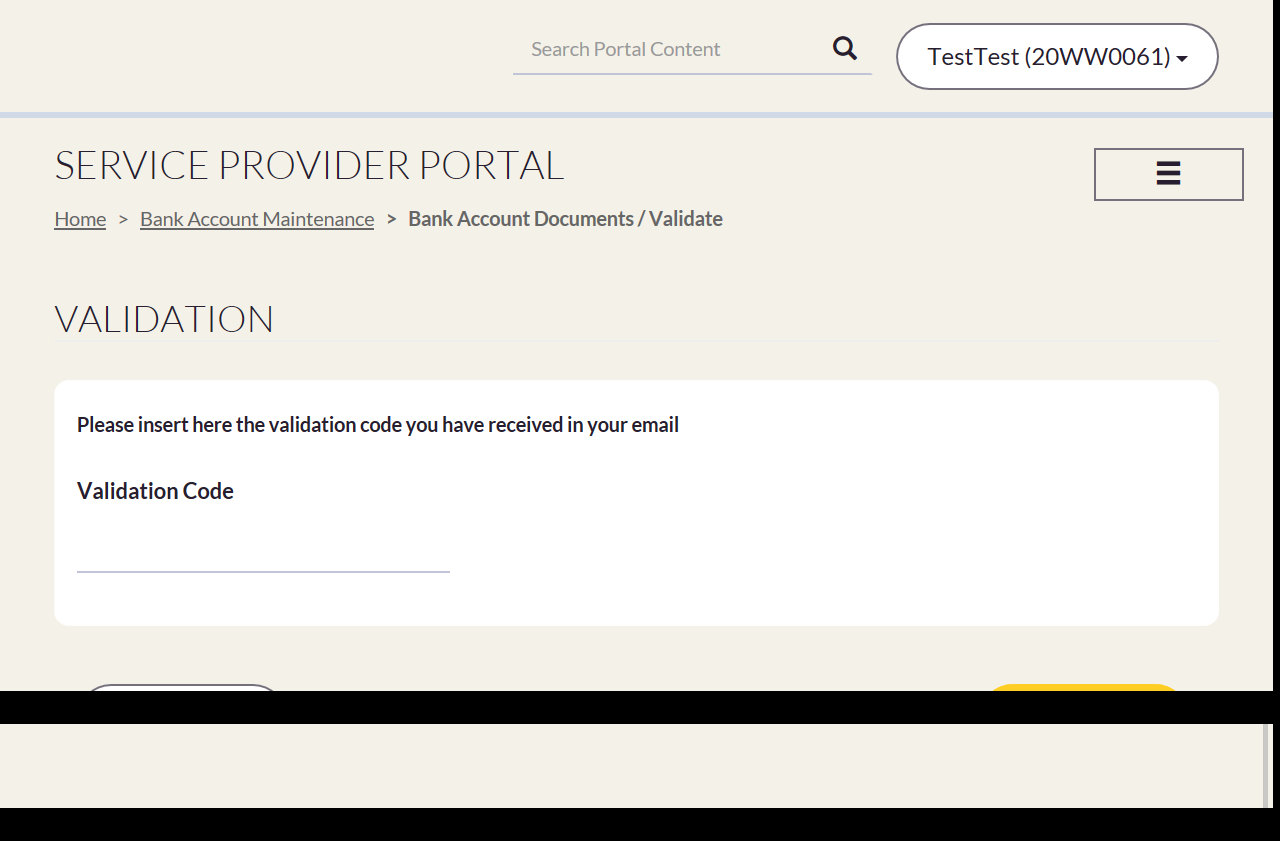 Search Portal Content
TestTest (20WW0061)
SERVICE PROVIDER PORTAL
Home > Bank Account Maintenance > Bank Account Documents / Validate
VALIDATION
Please insert here the validation code you have received in your email
Validation Code